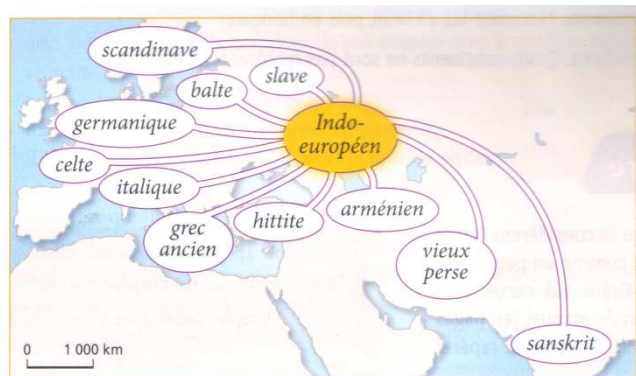 scandinave
slave
balte
germanique
Indo-
européen
celte
italique
arménien
hittite
grec
ancien
vieux
perse
sanskrit
0 1 000 km